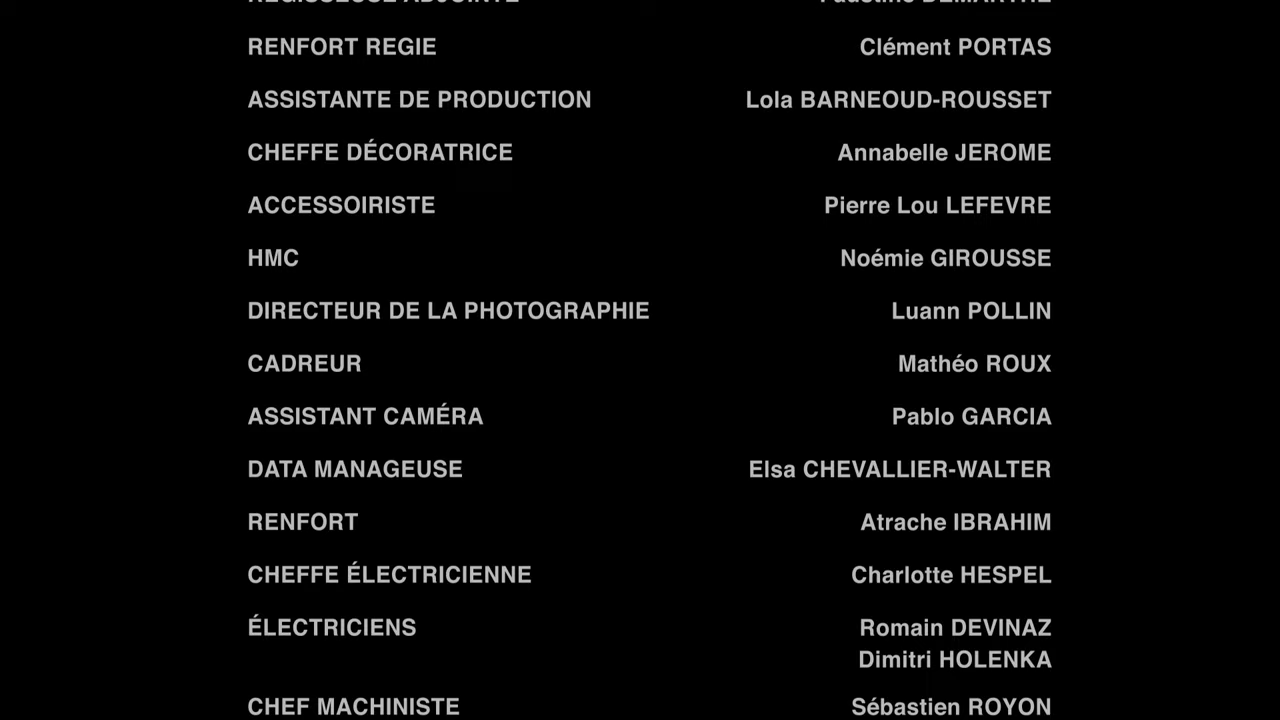 RENFORT REGIE Clément PORTAS
ASSISTANTE DE PRODUCTION Lola BARNEOUD-ROUSSET
CHEFFE DÉCORATRICE Annabelle JEROME
ACCESSOIRISTE Pierre Lou LEFEVRE
HMC Noémie GIROUSSE
DIRECTEUR DE LA PHOTOGRAPHIE Luann POLLIN
CADREUR Mathéo ROUX
ASSISTANT CAMÉRA Pablo GARCIA
DATA MANAGEUSE Elsa CHEVALLIER-WALTER
RENFORT Atrache IBRAHIM
CHEFFE ÉLECTRICIENNE Charlotte HESPEL
ÉLECTRICIENS Romain DEVINAZ
Dimitri HOLENKA
CHEF MACHINISTE Sébastien ROYON